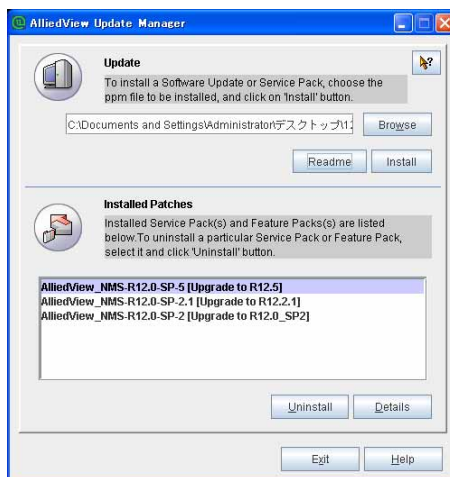 AlliedView Update Manager
Update
To install a Software Update or Service Pack, choose the
ppm file to be installed, and click on 'Install' button.
C:\Documents and Settings\Administrator\デスクトップ\12
Browse
Readme
Install
Installed Patches
Installed Service Pack(s) and Feature Packs(s) are listed
below.To uninstall a particular Service Pack or Feature Pack,
select it and click 'Uninstall' button.
AlliedView_NMS-R12.0-SP-5 [Upgrade to R12.5]
AlliedView_NMS-R12.0-SP-2.1 [Upgrade to R12.2.1]
AlliedView_NMS-R12.0-SP-2 [Upgrade to R12.0_SP2]
Uninstall
Details
Exit
Help